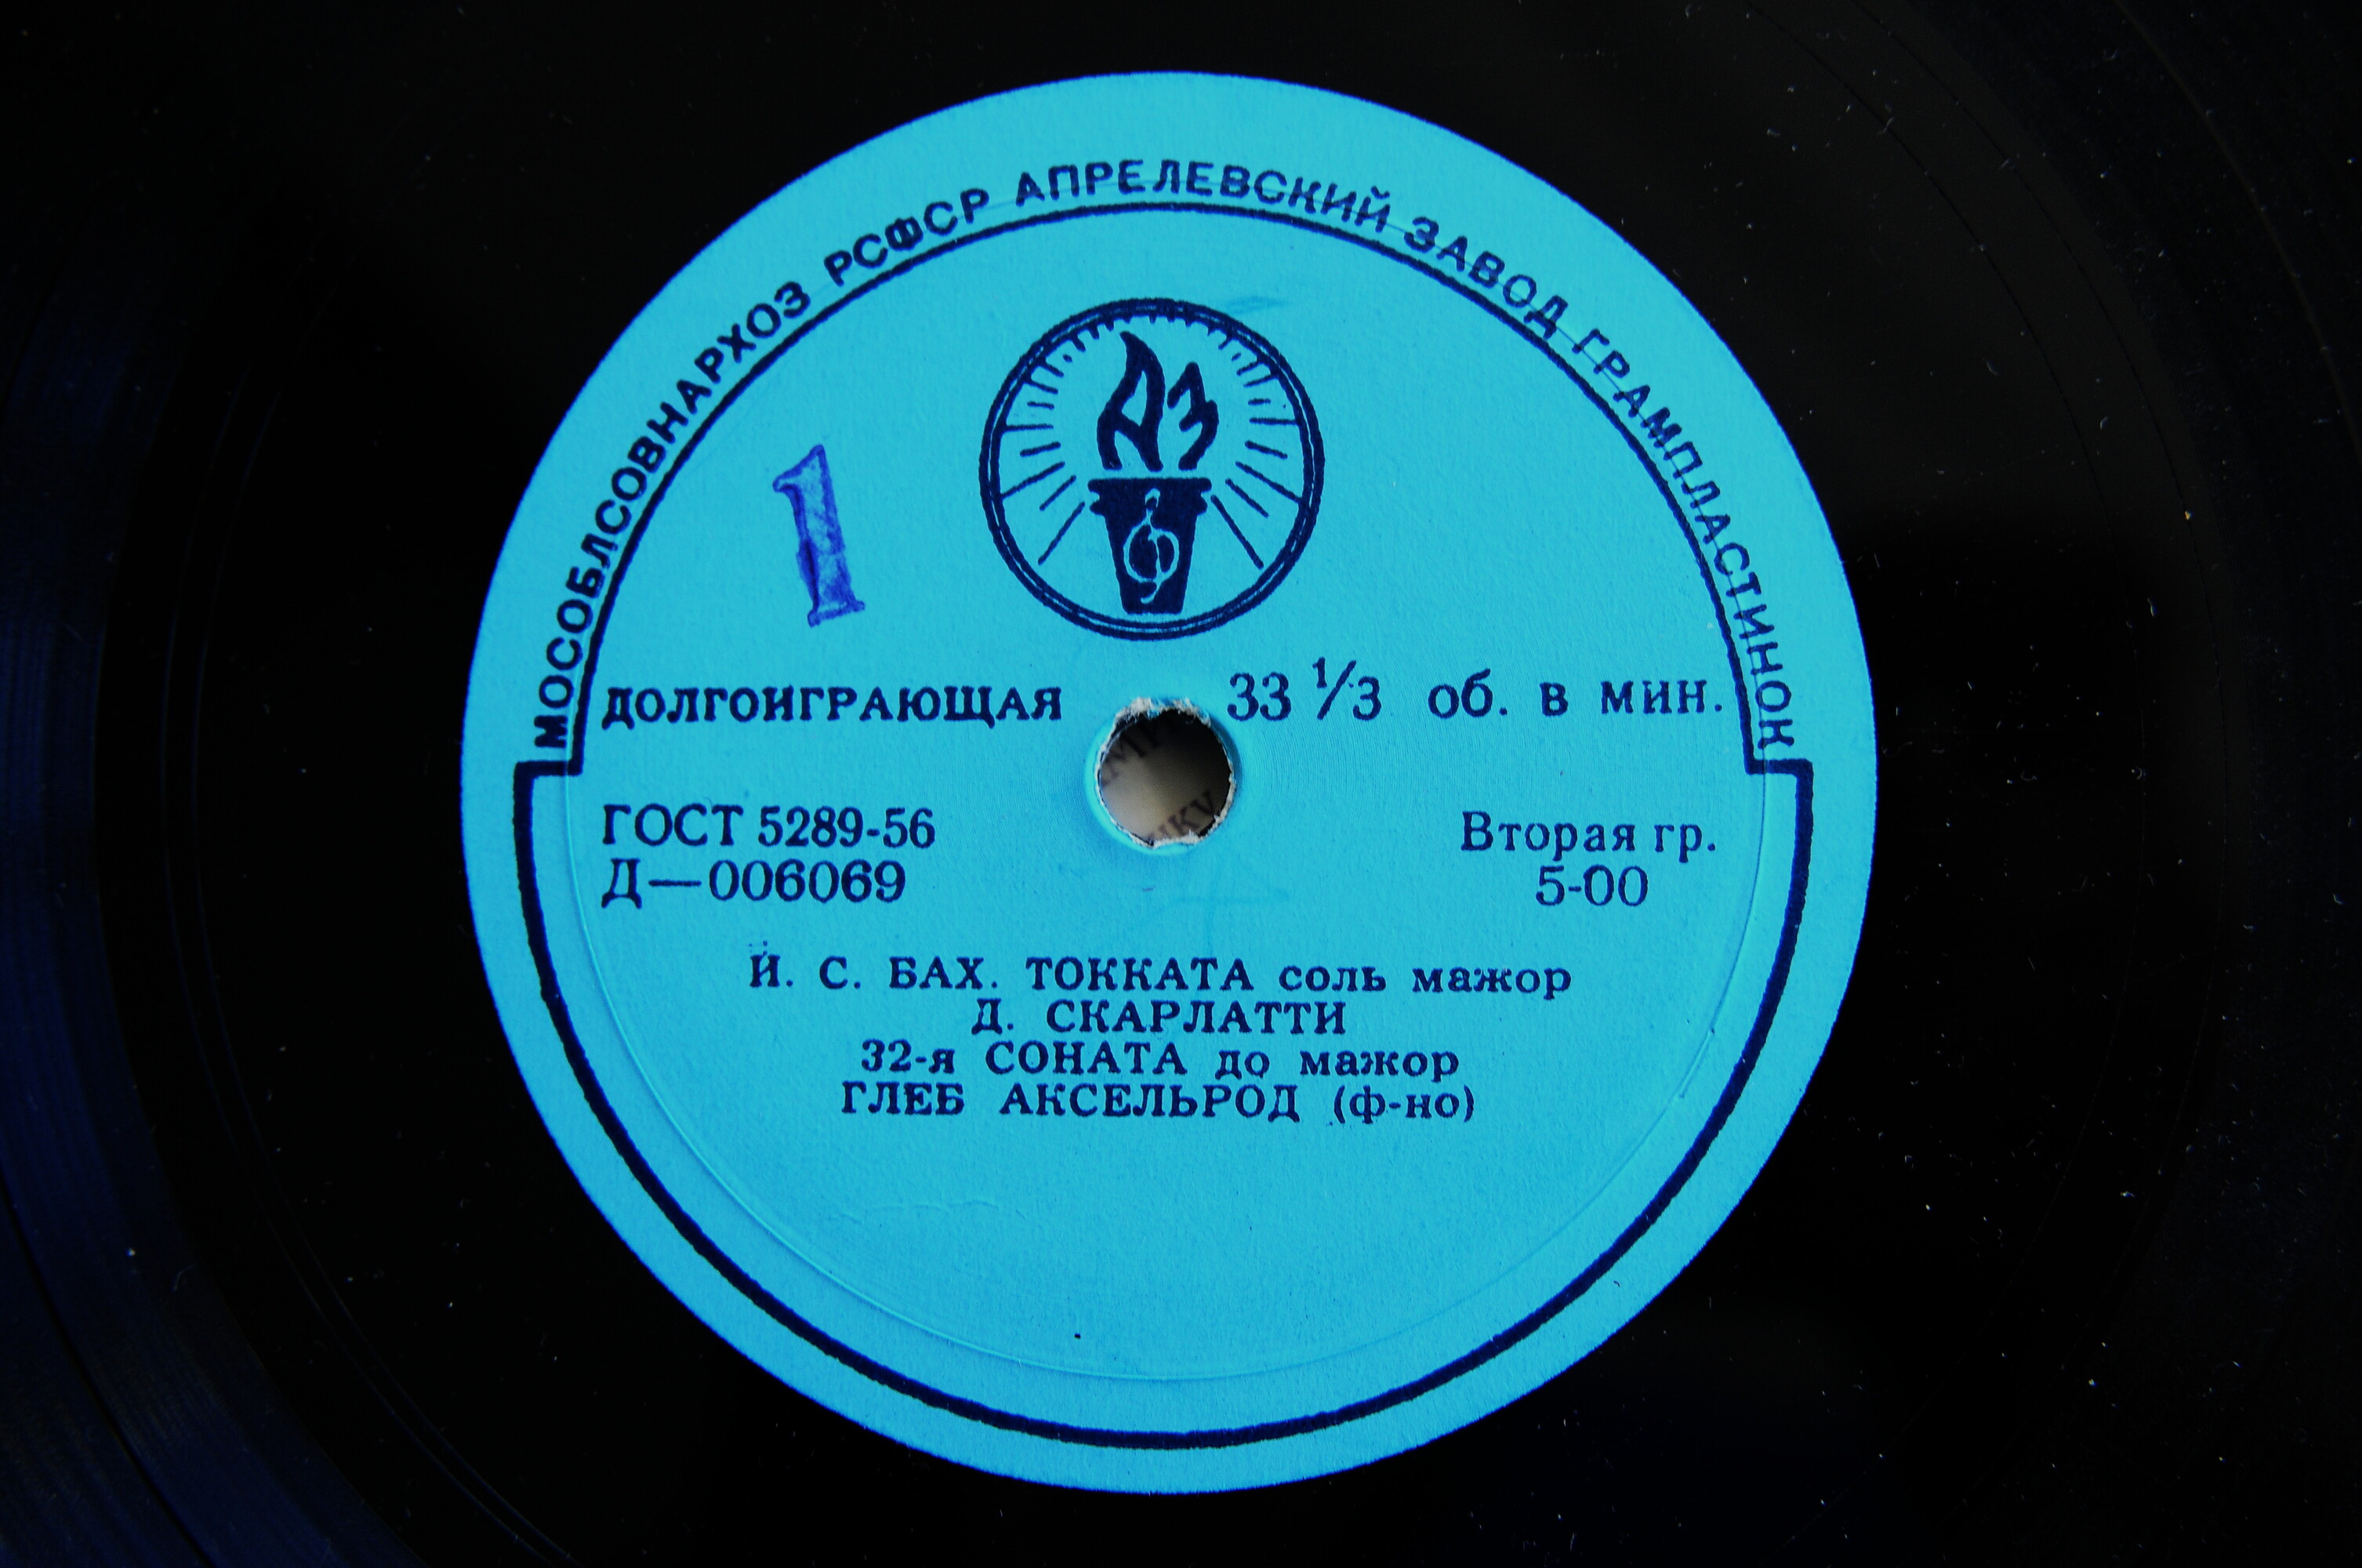 МОСОБЛСОВНАРХОЗ РСФСР АПРЕЛЕВСКИЙ ЗАВОД ГРАМПЛАСТИНОК
АЗ
1
ДОЛГОИГРАЮЩАЯ 33 1/3 об. в мин.
ГОСТ 5289-56 Вторая гр.
Д—006069 5-00
И. С. БАХ. ТОККАТА соль мажор
Д. СКАРЛАТТИ
32-я СОНАТА до мажор
ГЛЕБ АКСЕЛЬРОД (ф-но)